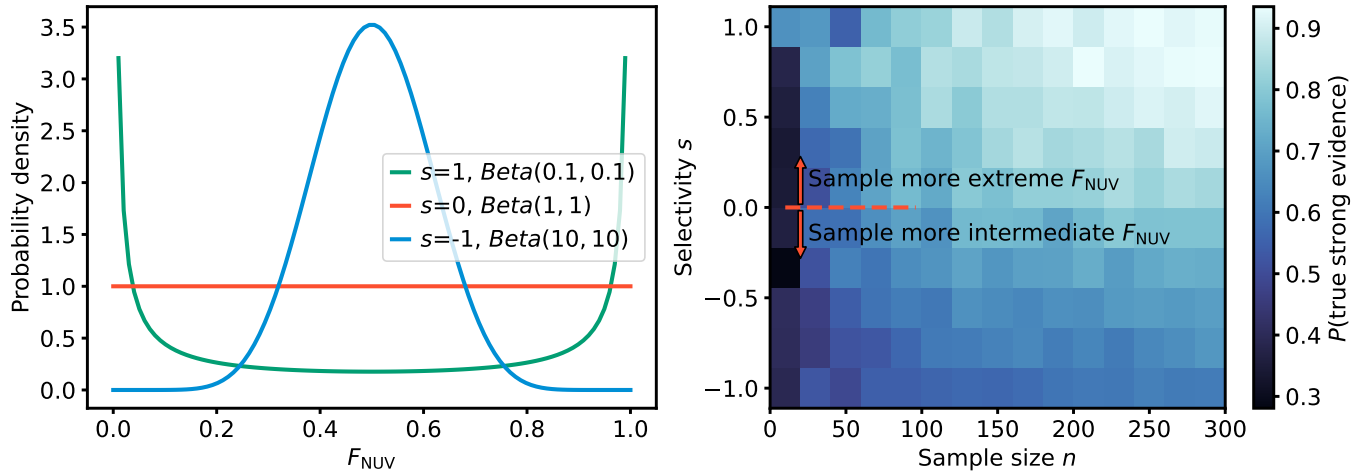 3.5
3.0
2.5
2.0
1.5
1.0
0.5
0.0
Probability density
s=1, Beta(0.1, 0.1)
s=0, Beta(1, 1)
s=-1, Beta(10, 10)
0.0 0.2 0.4 0.6 0.8 1.0
F_NUV
1.0
0.5
0.0
−0.5
−1.0
Selectivity s
Sample more extreme F_NUV
Sample more intermediate F_NUV
0 50 100 150 200 250 300
Sample size n
0.9
0.8
0.7
0.6
0.5
0.4
0.3
P(true strong evidence)